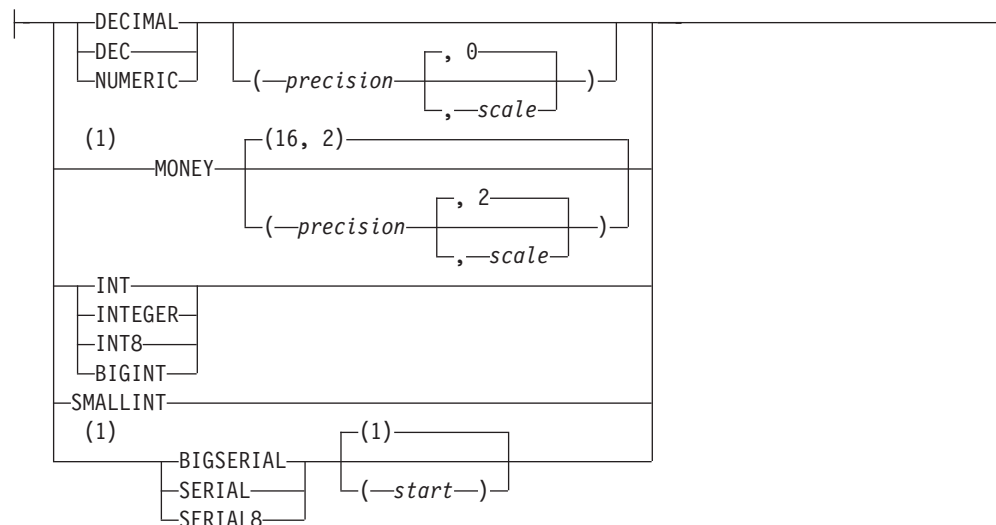 DECIMAL
DEC , 0
NUMERIC ( precision )
, scale
(1) (16, 2)
MONEY
, 2
( precision )
, scale
INT
INTEGER
INT8
BIGINT
SMALLINT
(1) (1)
BIGSERIAL
SERIAL ( start )
SERIAL8